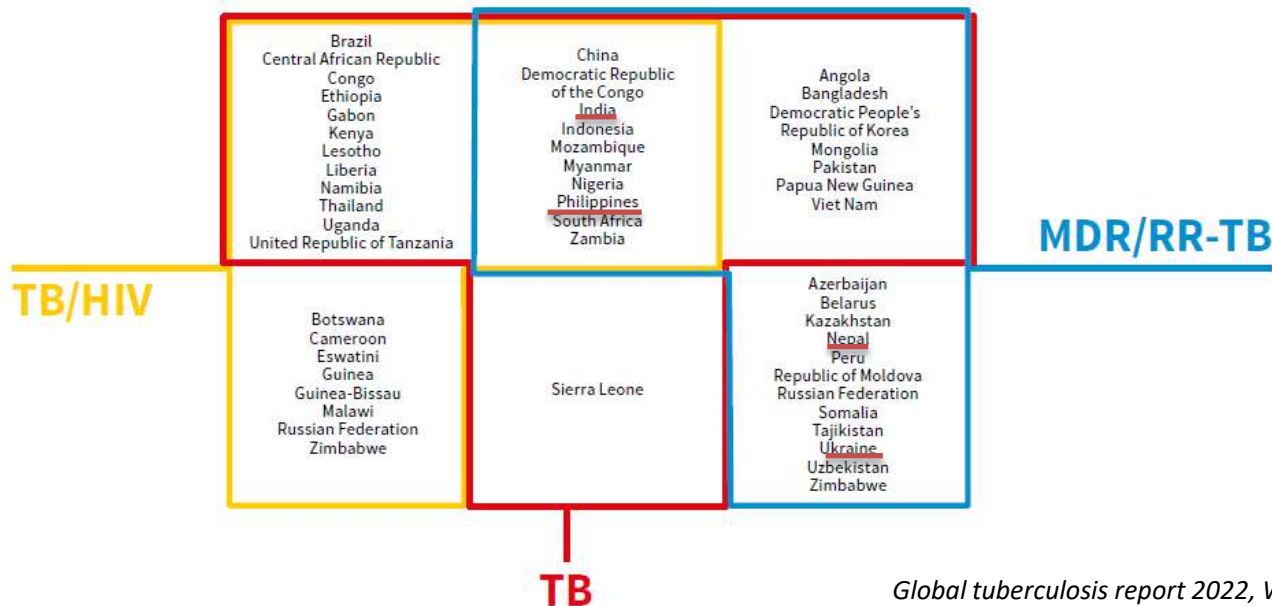 Brazil
Central African Republic
Congo
Ethiopia
Gabon
Kenya
Lesotho
Liberia
Namibia
Thailand
Uganda
United Republic of Tanzania
China
Democratic Republic
of the Congo
India
Indonesia
Mozambique
Myanmar
Nigeria
Philippines
South Africa
Zambia
Angola
Bangladesh
Democratic People's
Republic of Korea
Mongolia
Pakistan
Papua New Guinea
Viet Nam
MDR/RR-TB
TB/HIV
Botswana
Cameroon
Eswatini
Guinea
Guinea-Bissau
Malawi
Russian Federation
Zimbabwe
Sierra Leone
Azerbaijan
Belarus
Kazakhstan
Nepal
Peru
Republic of Moldova
Russian Federation
Somalia
Tajikistan
Ukraine
Uzbekistan
Zimbabwe
TB
Global tuberculosis report 2022,